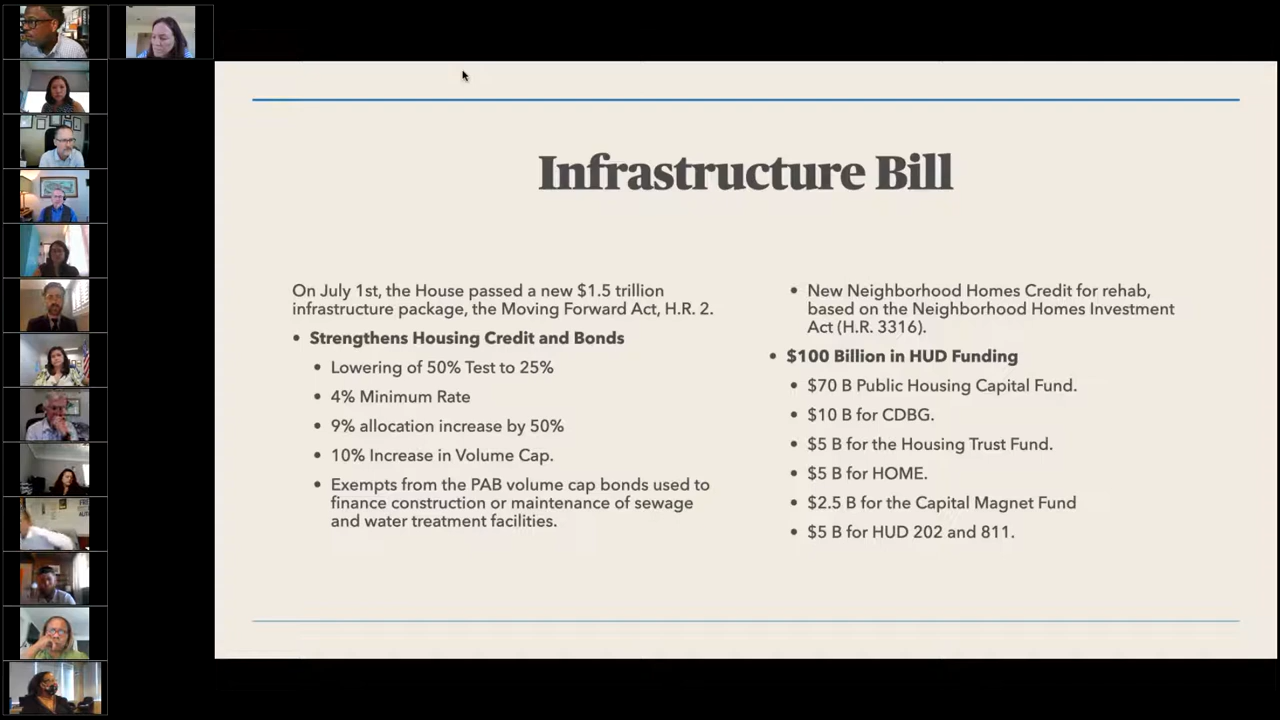 Infrastructure Bill
On July 1st, the House passed a new $1.5 trillion
infrastructure package, the Moving Forward Act, H.R. 2.
• Strengthens Housing Credit and Bonds
• Lowering of 50% Test to 25%
• 4% Minimum Rate
• 9% allocation increase by 50%
• 10% Increase in Volume Cap.
• Exempts from the PAB volume cap bonds used to
finance construction or maintenance of sewage
and water treatment facilities.
• New Neighborhood Homes Credit for rehab,
based on the Neighborhood Homes Investment
Act (H.R. 3316).
• $100 Billion in HUD Funding
• $70 B Public Housing Capital Fund.
• $10 B for CDBG.
• $5 B for the Housing Trust Fund.
• $5 B for HOME.
• $2.5 B for the Capital Magnet Fund
• $5 B for HUD 202 and 811.